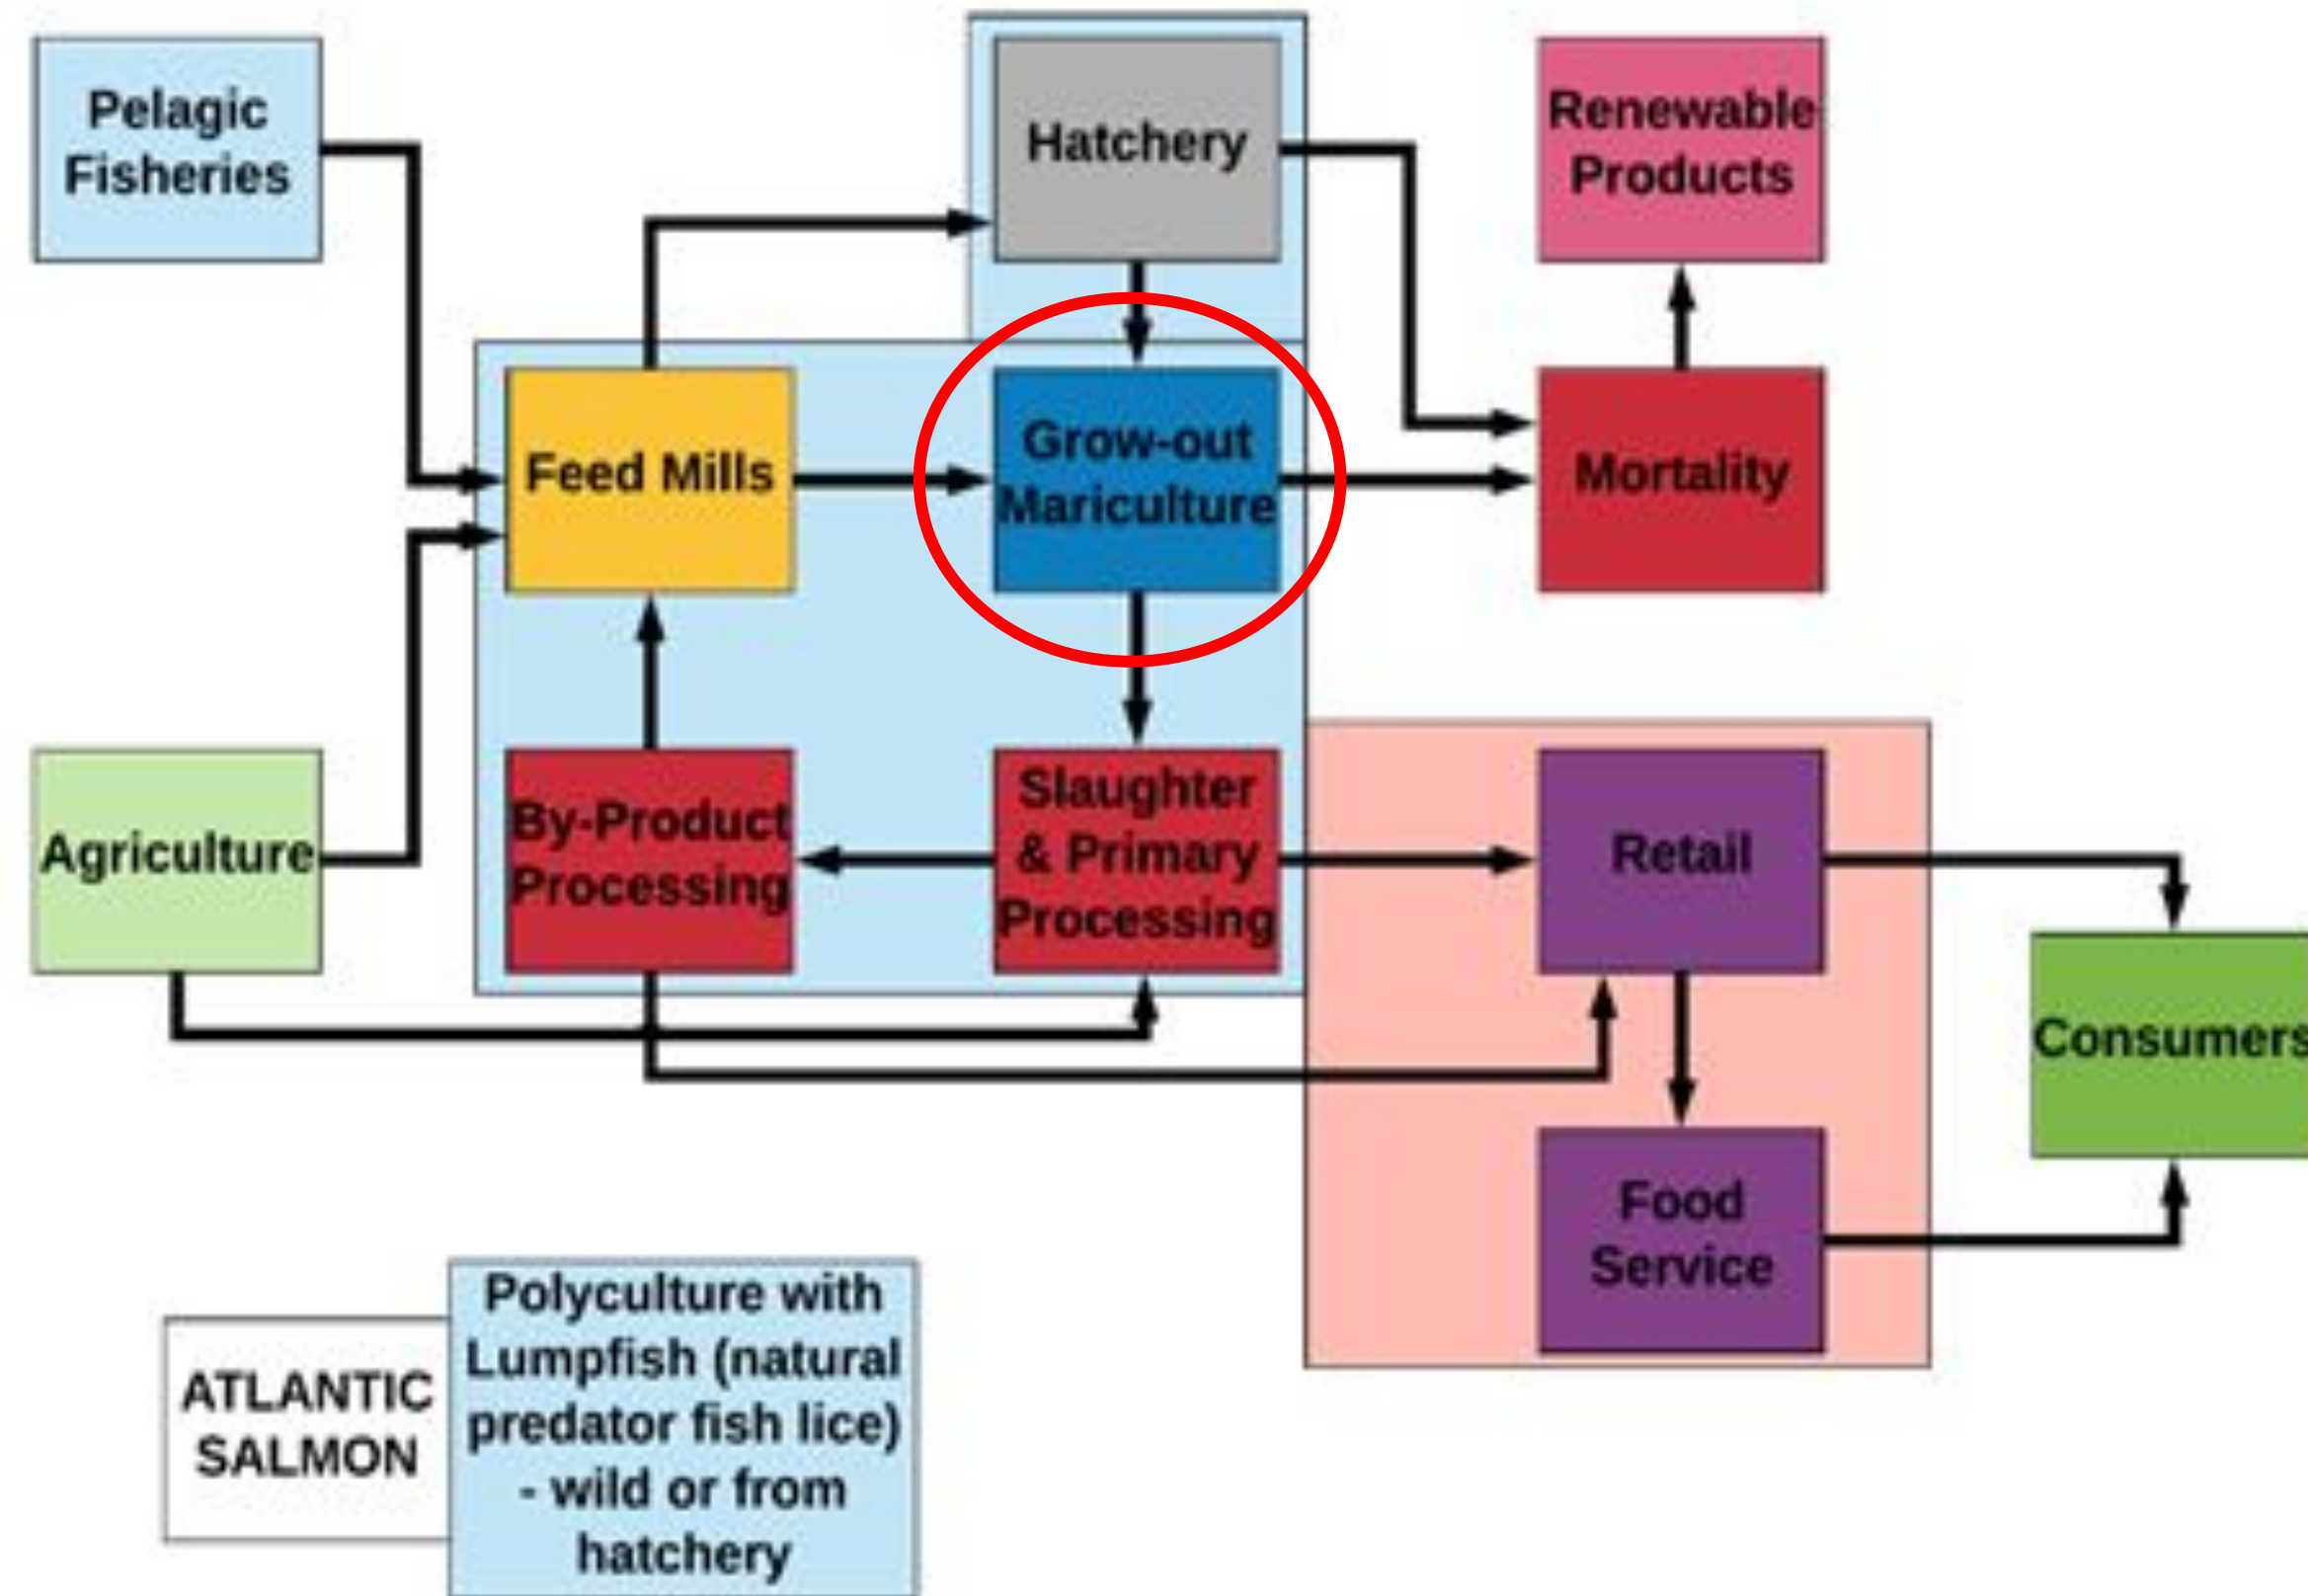 Pelagic
Fisheries
Hatchery
Renewable
Products
Feed Mills
Grow-out
Mariculture
Mortality
Agriculture
By-Product
Processing
Slaughter
& Primary
Processing
Retail
Consumers
Food
Service
ATLANTIC
SALMON
Polyculture with
Lumpfish (natural
predator fish lice)
- wild or from
hatchery